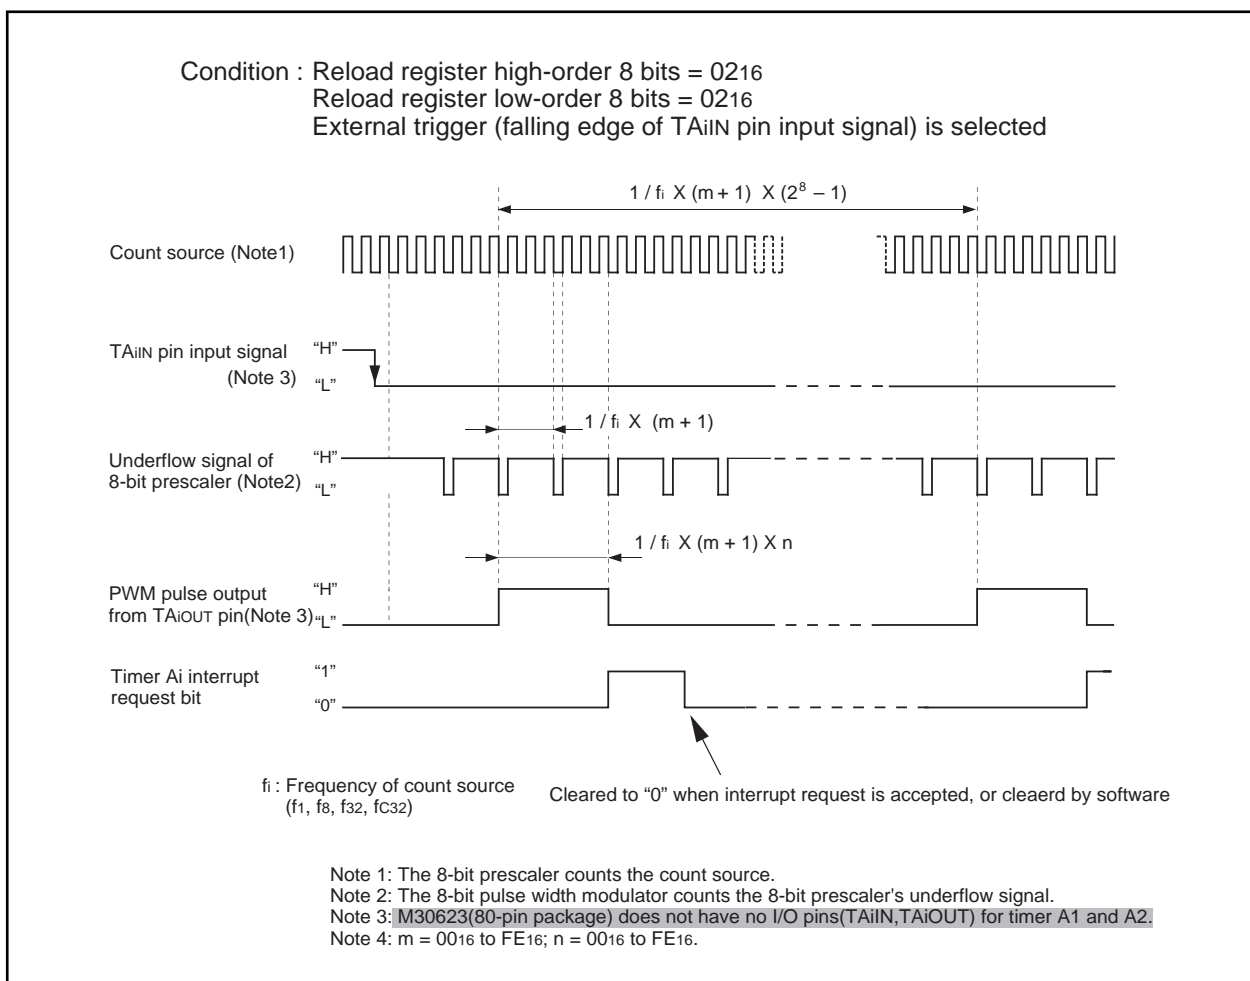 Condition : Reload register high-order 8 bits = 0216
Reload register low-order 8 bits = 0216
External trigger (falling edge of TAiIN pin input signal) is selected
1 / fi X (m + 1) X (2^8 – 1)
Count source (Note1)
TAiIN pin input signal
(Note 3)
“H”
“L”
1 / fi X (m + 1)
Underflow signal of
8-bit prescaler (Note2)
“H”
“L”
1 / fi X (m + 1) X n
PWM pulse output
from TAiOUT pin(Note 3)
“H”
“L”
Timer Ai interrupt
request bit
“1”
“0”
fi : Frequency of count source
(f1, f8, f32, fC32)
Cleared to “0” when interrupt request is accepted, or cleaerd by software
Note 1: The 8-bit prescaler counts the count source.
Note 2: The 8-bit pulse width modulator counts the 8-bit prescaler's underflow signal.
Note 3: M30623(80-pin package) does not have no I/O pins(TAiIN,TAiOUT) for timer A1 and A2.
Note 4: m = 0016 to FE16; n = 0016 to FE16.